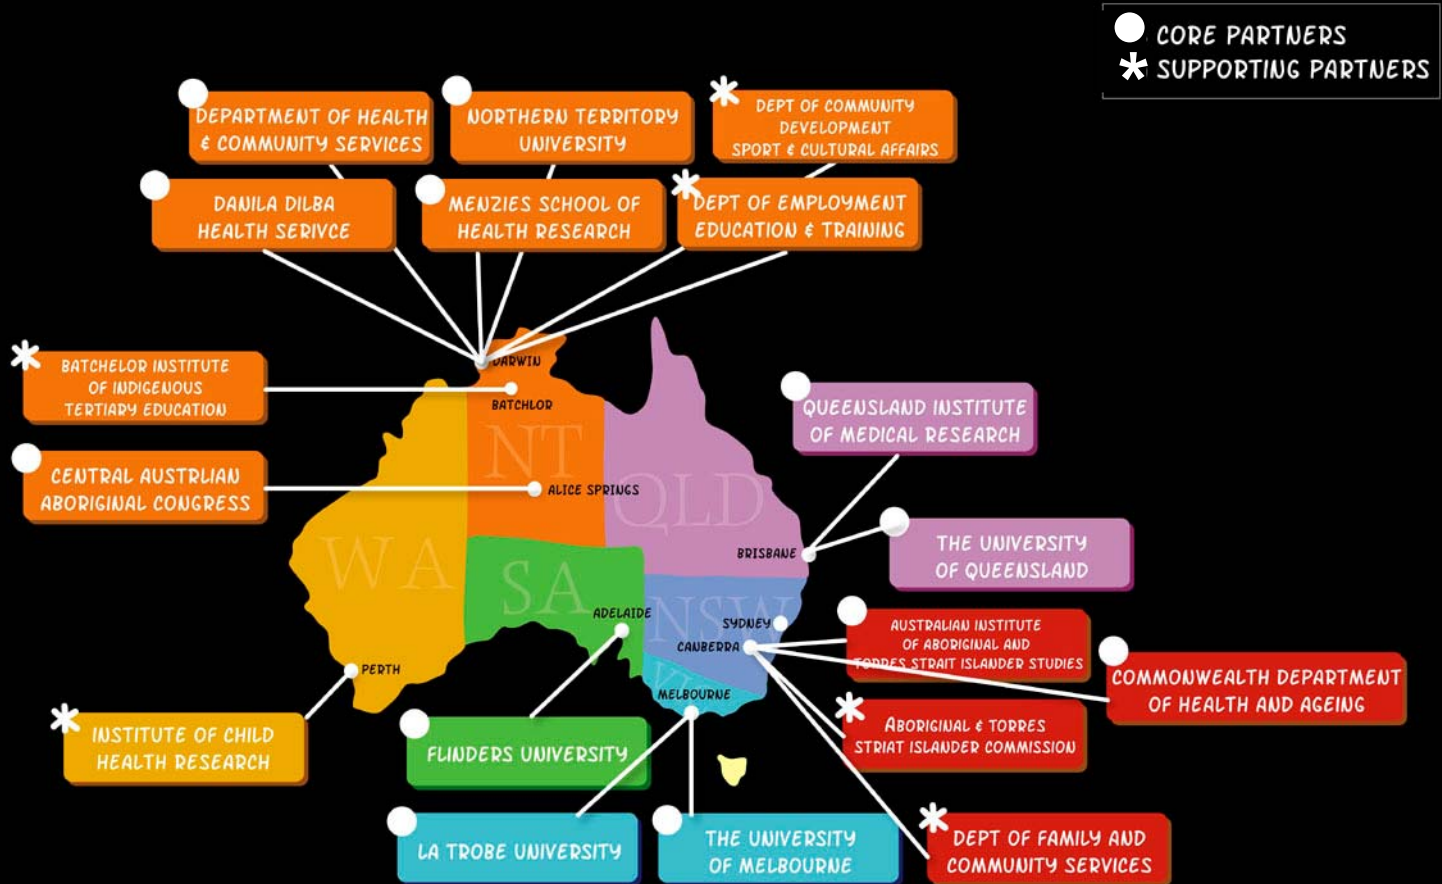 CORE PARTNERS
SUPPORTING PARTNERS
DEPARTMENT OF HEALTH
& COMMUNITY SERVICES
NORTHERN TERRITORY
UNIVERSITY
DEPT OF COMMUNITY
DEVELOPMENT
SPORT & CULTURAL AFFAIRS
DANILA DILBA
HEALTH SERIVCE
MENZIES SCHOOL OF
HEALTH RESEARCH
DEPT OF EMPLOYMENT
EDUCATION & TRAINING
DARWIN
BATCHELOR INSTITUTE
OF INDIGENOUS
TERTIARY EDUCATION
BATCHLOR
QUEENSLAND INSTITUTE
OF MEDICAL RESEARCH
NT
CENTRAL AUSTRLIAN
ABORIGINAL CONGRESS
ALICE SPRINGS
QLD
BRISBANE
THE UNIVERSITY
OF QUEENSLAND
WA
SA
ADELAIDE
NSW
SYDNEY
CANBERRA
AUSTRALIAN INSTITUTE
OF ABORIGINAL AND
TORRES STRAIT ISLANDER STUDIES
COMMONWEALTH DEPARTMENT
OF HEALTH AND AGEING
PERTH
MELBOURNE
INSTITUTE OF CHILD
HEALTH RESEARCH
FLINDERS UNIVERSITY
ABORIGINAL & TORRES
STRIAT ISLANDER COMMISSION
LA TROBE UNIVERSITY
THE UNIVERSITY
OF MELBOURNE
DEPT OF FAMILY AND
COMMUNITY SERVICES